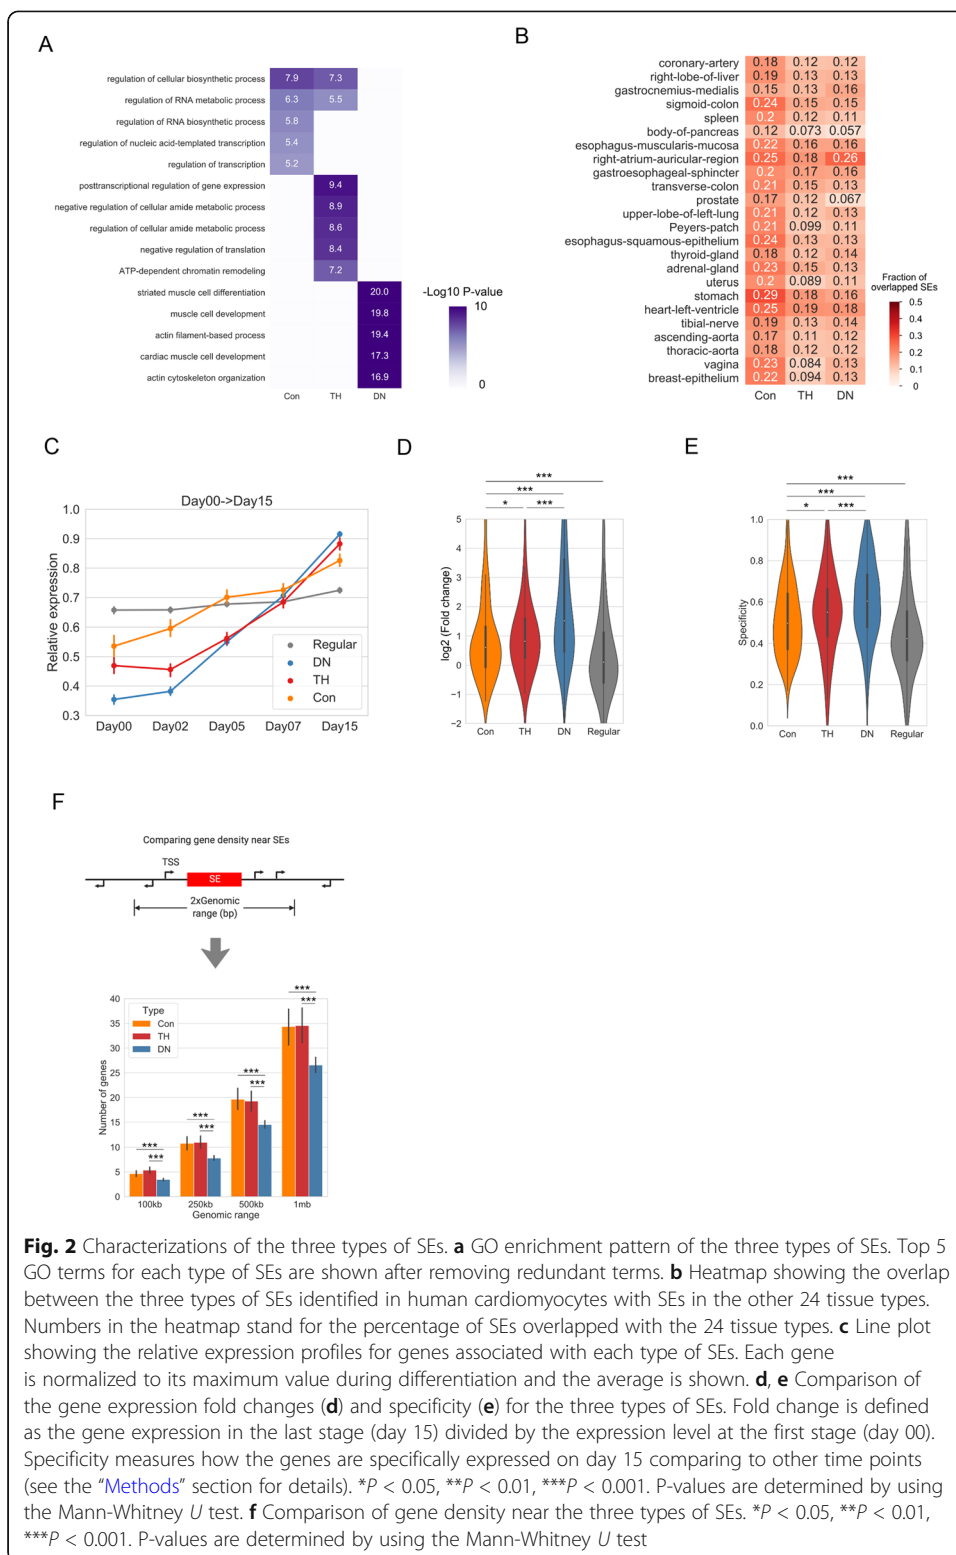 A
regulation of cellular biosynthetic process 7.9 7.3
regulation of RNA metabolic process 6.3 5.5
regulation of RNA biosynthetic process 5.8
regulation of nucleic acid-templated transcription 5.4
regulation of transcription 5.2
posttranscriptional regulation of gene expression 9.4
negative regulation of cellular amide metabolic process 8.9
regulation of cellular amide metabolic process 8.6
negative regulation of translation 8.4
ATP-dependent chromatin remodeling 7.2
striated muscle cell differentiation 20.0
muscle cell development 19.8
actin filament-based process 19.4
cardiac muscle cell development 17.3
actin cytoskeleton organization 16.9
Con TH DN
-Log10 P-value
10
0
B
coronary-artery 0.18 0.12 0.12
right-lobe-of-liver 0.19 0.13 0.13
gastrocnemius-medialis 0.15 0.13 0.16
sigmoid-colon 0.24 0.15 0.15
spleen 0.2 0.12 0.11
body-of-pancreas 0.12 0.073 0.057
esophagus-muscularis-mucosa 0.22 0.16 0.16
right-atrium-auricular-region 0.25 0.18 0.26
gastroesophageal-sphincter 0.2 0.17 0.16
transverse-colon 0.21 0.15 0.13
prostate 0.17 0.12 0.067
upper-lobe-of-left-lung 0.21 0.12 0.13
Peyers-patch 0.21 0.099 0.11
esophagus-squamous-epithelium 0.24 0.13 0.13
thyroid-gland 0.18 0.12 0.14
adrenal-gland 0.23 0.15 0.13
uterus 0.2 0.089 0.11
stomach 0.29 0.18 0.16
heart-left-ventricle 0.25 0.19 0.18
tibial-nerve 0.19 0.13 0.14
ascending-aorta 0.17 0.11 0.12
thoracic-aorta 0.18 0.12 0.12
vagina 0.23 0.084 0.13
breast-epithelium 0.22 0.094 0.13
Con TH DN
Fraction of
overlapped SEs
0.5
0.4
0.3
0.2
0.1
0
C
Day00->Day15
Relative expression
1.0
0.9
0.8
0.7
0.6
0.5
0.4
0.3
Regular
DN
TH
Con
Day00 Day02 Day05 Day07 Day15
D
***
***
* ***
log2 (Fold change)
5
4
3
2
1
0
−1
−2
Con TH DN Regular
E
***
***
* ***
Specificity
1.0
0.8
0.6
0.4
0.2
0.0
Con TH DN Regular
F
Comparing gene density near SEs
TSS
SE
2xGenomic
range (bp)
Number of genes
40
35
30
25
20
15
10
5
0
Type
Con
TH
DN
***
***
***
***
***
***
***
***
100kb 250kb 500kb 1mb
Genomic range
Fig. 2 Characterizations of the three types of SEs. a GO enrichment pattern of the three types of SEs. Top 5
GO terms for each type of SEs are shown after removing redundant terms. b Heatmap showing the overlap
between the three types of SEs identified in human cardiomyocytes with SEs in the other 24 tissue types.
Numbers in the heatmap stand for the percentage of SEs overlapped with the 24 tissue types. c Line plot
showing the relative expression profiles for genes associated with each type of SEs. Each gene
is normalized to its maximum value during differentiation and the average is shown. d, e Comparison of
the gene expression fold changes (d) and specificity (e) for the three types of SEs. Fold change is defined
as the gene expression in the last stage (day 15) divided by the expression level at the first stage (day 00).
Specificity measures how the genes are specifically expressed on day 15 comparing to other time points
(see the “Methods” section for details). *P < 0.05, **P < 0.01, ***P < 0.001. P-values are determined by using
the Mann-Whitney U test. f Comparison of gene density near the three types of SEs. *P < 0.05, **P < 0.01,
***P < 0.001. P-values are determined by using the Mann-Whitney U test